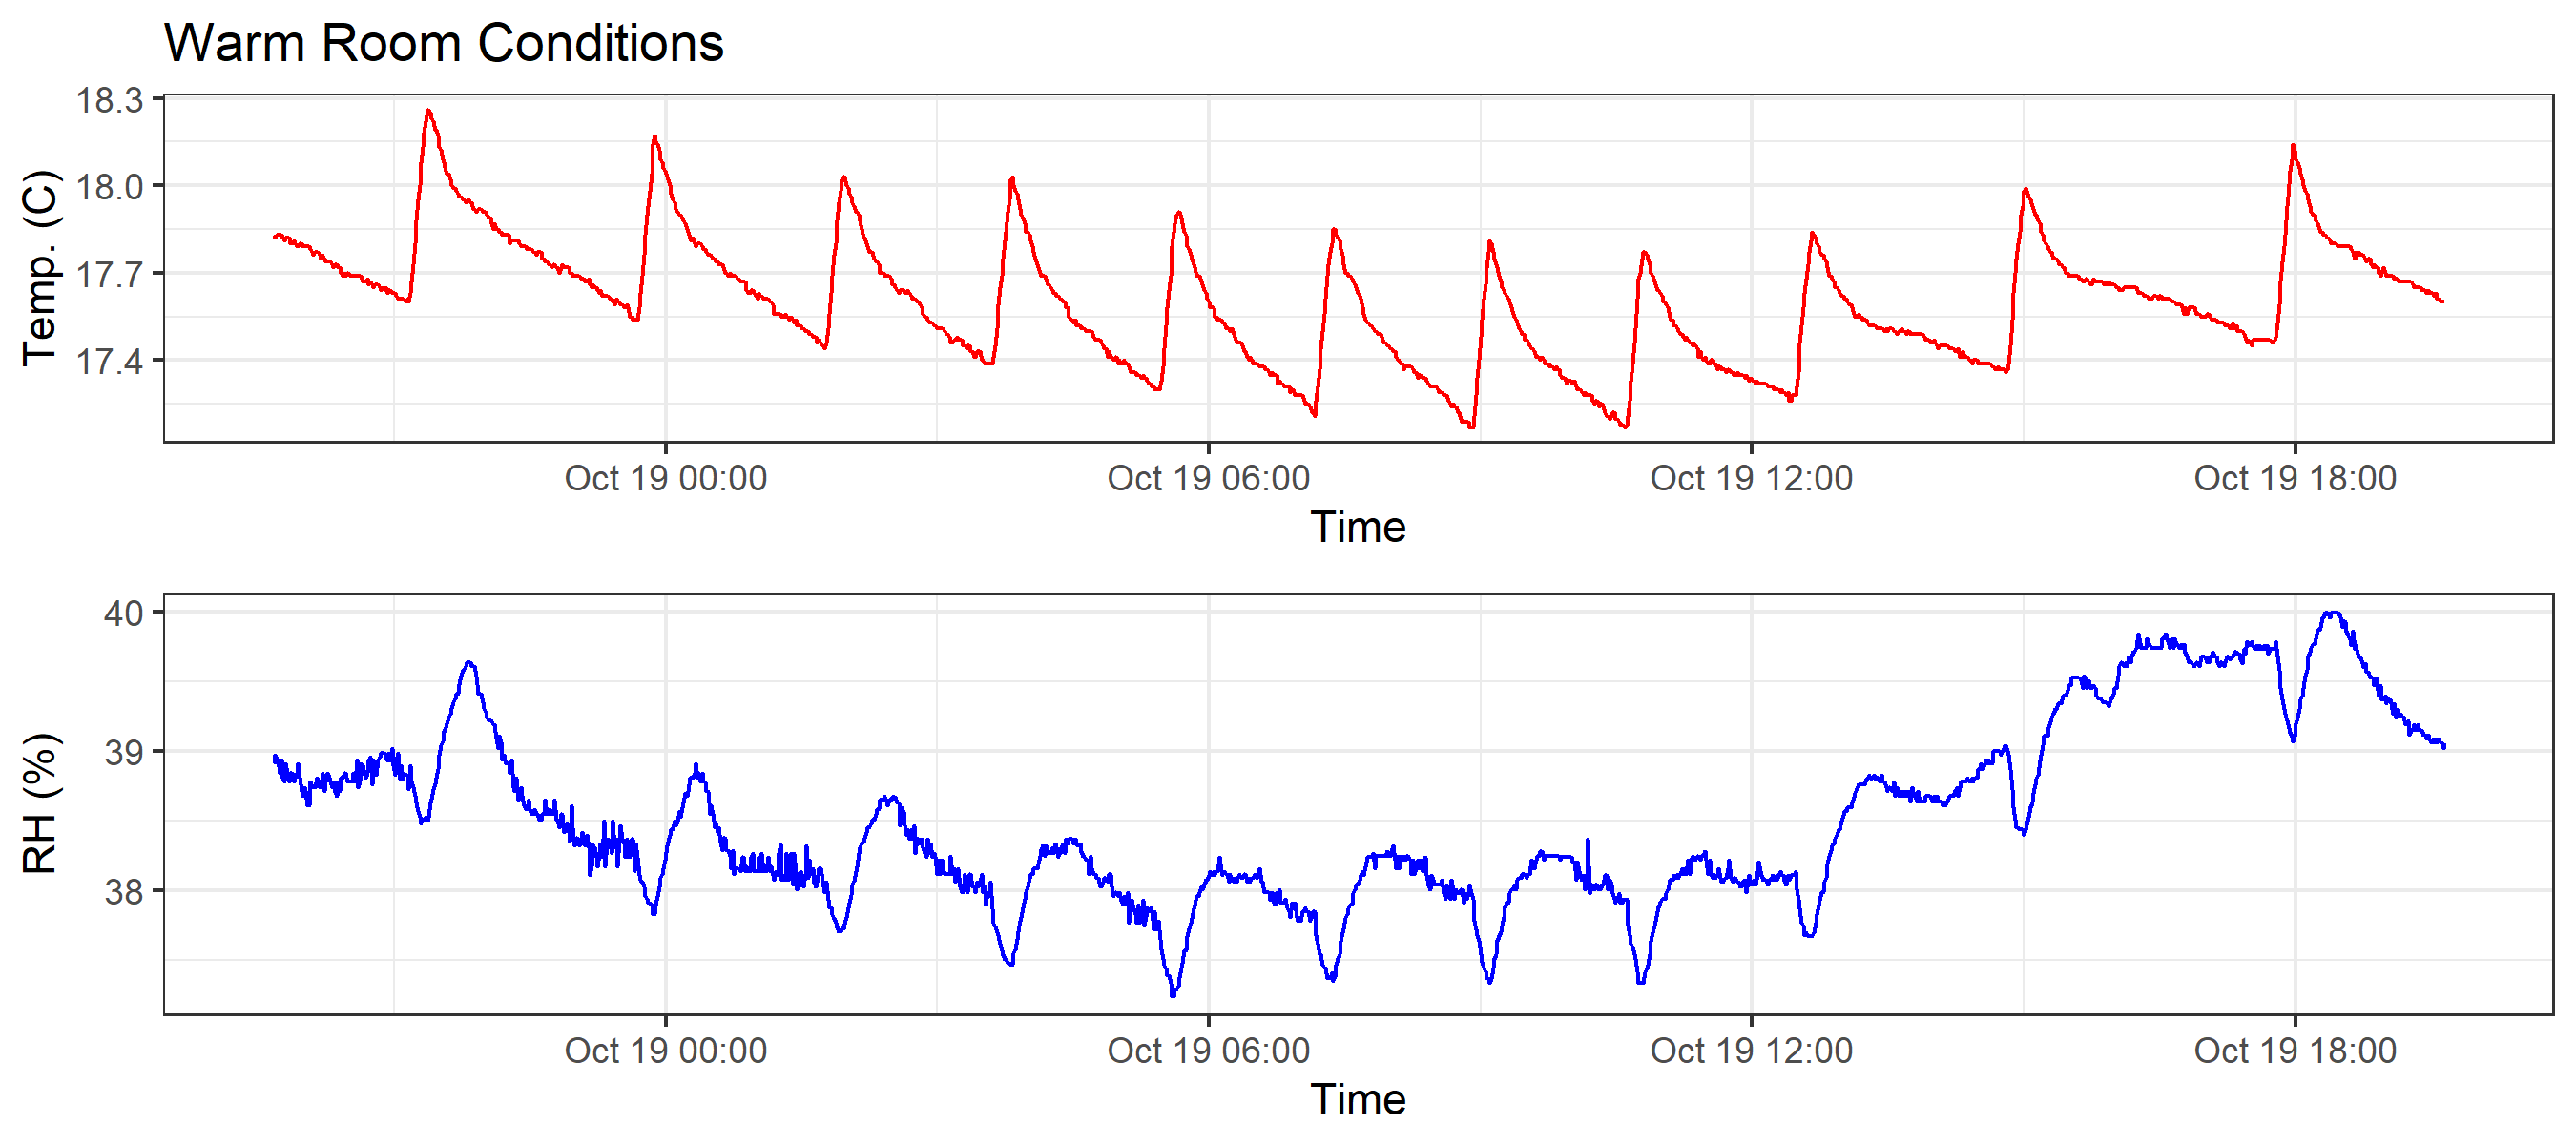 Warm Room Conditions
18.3
18.0
17.7
17.4
Temp. (C)
Oct 19 00:00 Oct 19 06:00 Oct 19 12:00 Oct 19 18:00
Time
40
39
38
RH (%)
Oct 19 00:00 Oct 19 06:00 Oct 19 12:00 Oct 19 18:00
Time